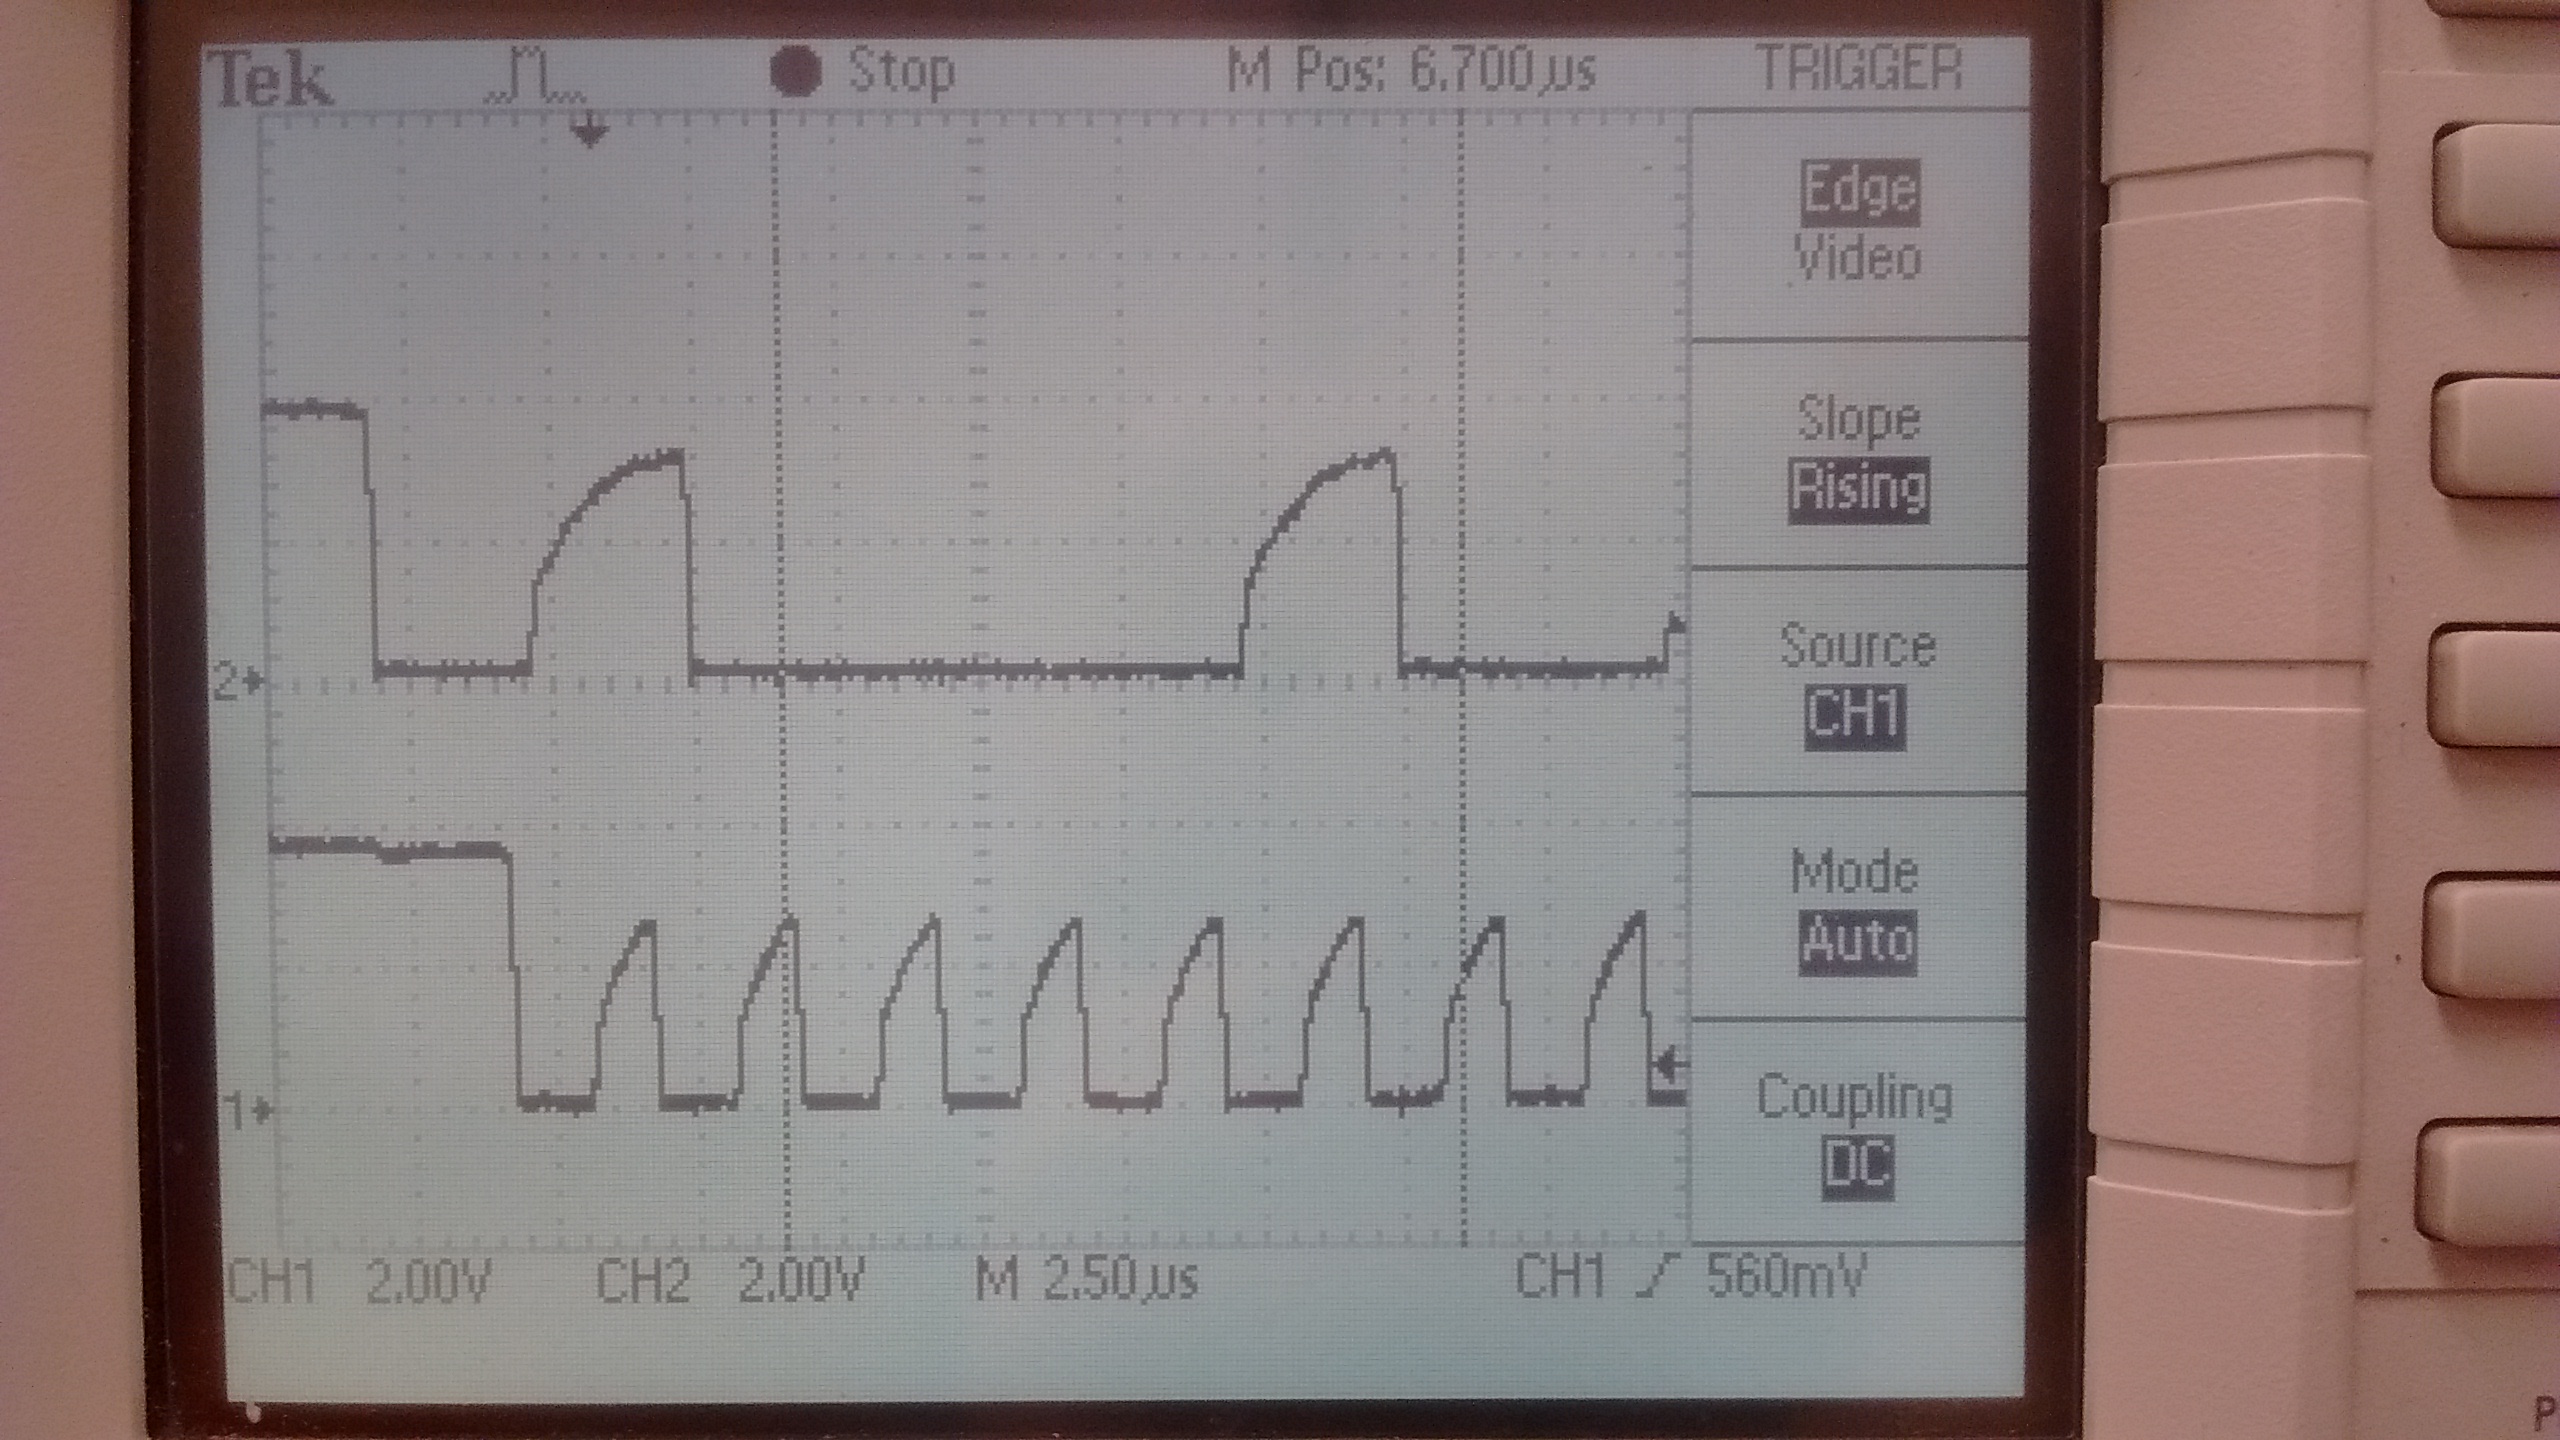 Tek Stop M Pos: 6.700µs TRIGGER
Edge
Video
Slope
Rising
Source
CH1
Mode
Auto
Coupling
DC
2
1
CH1 2.00V CH2 2.00V M 2.50µs CH1 560mV
P